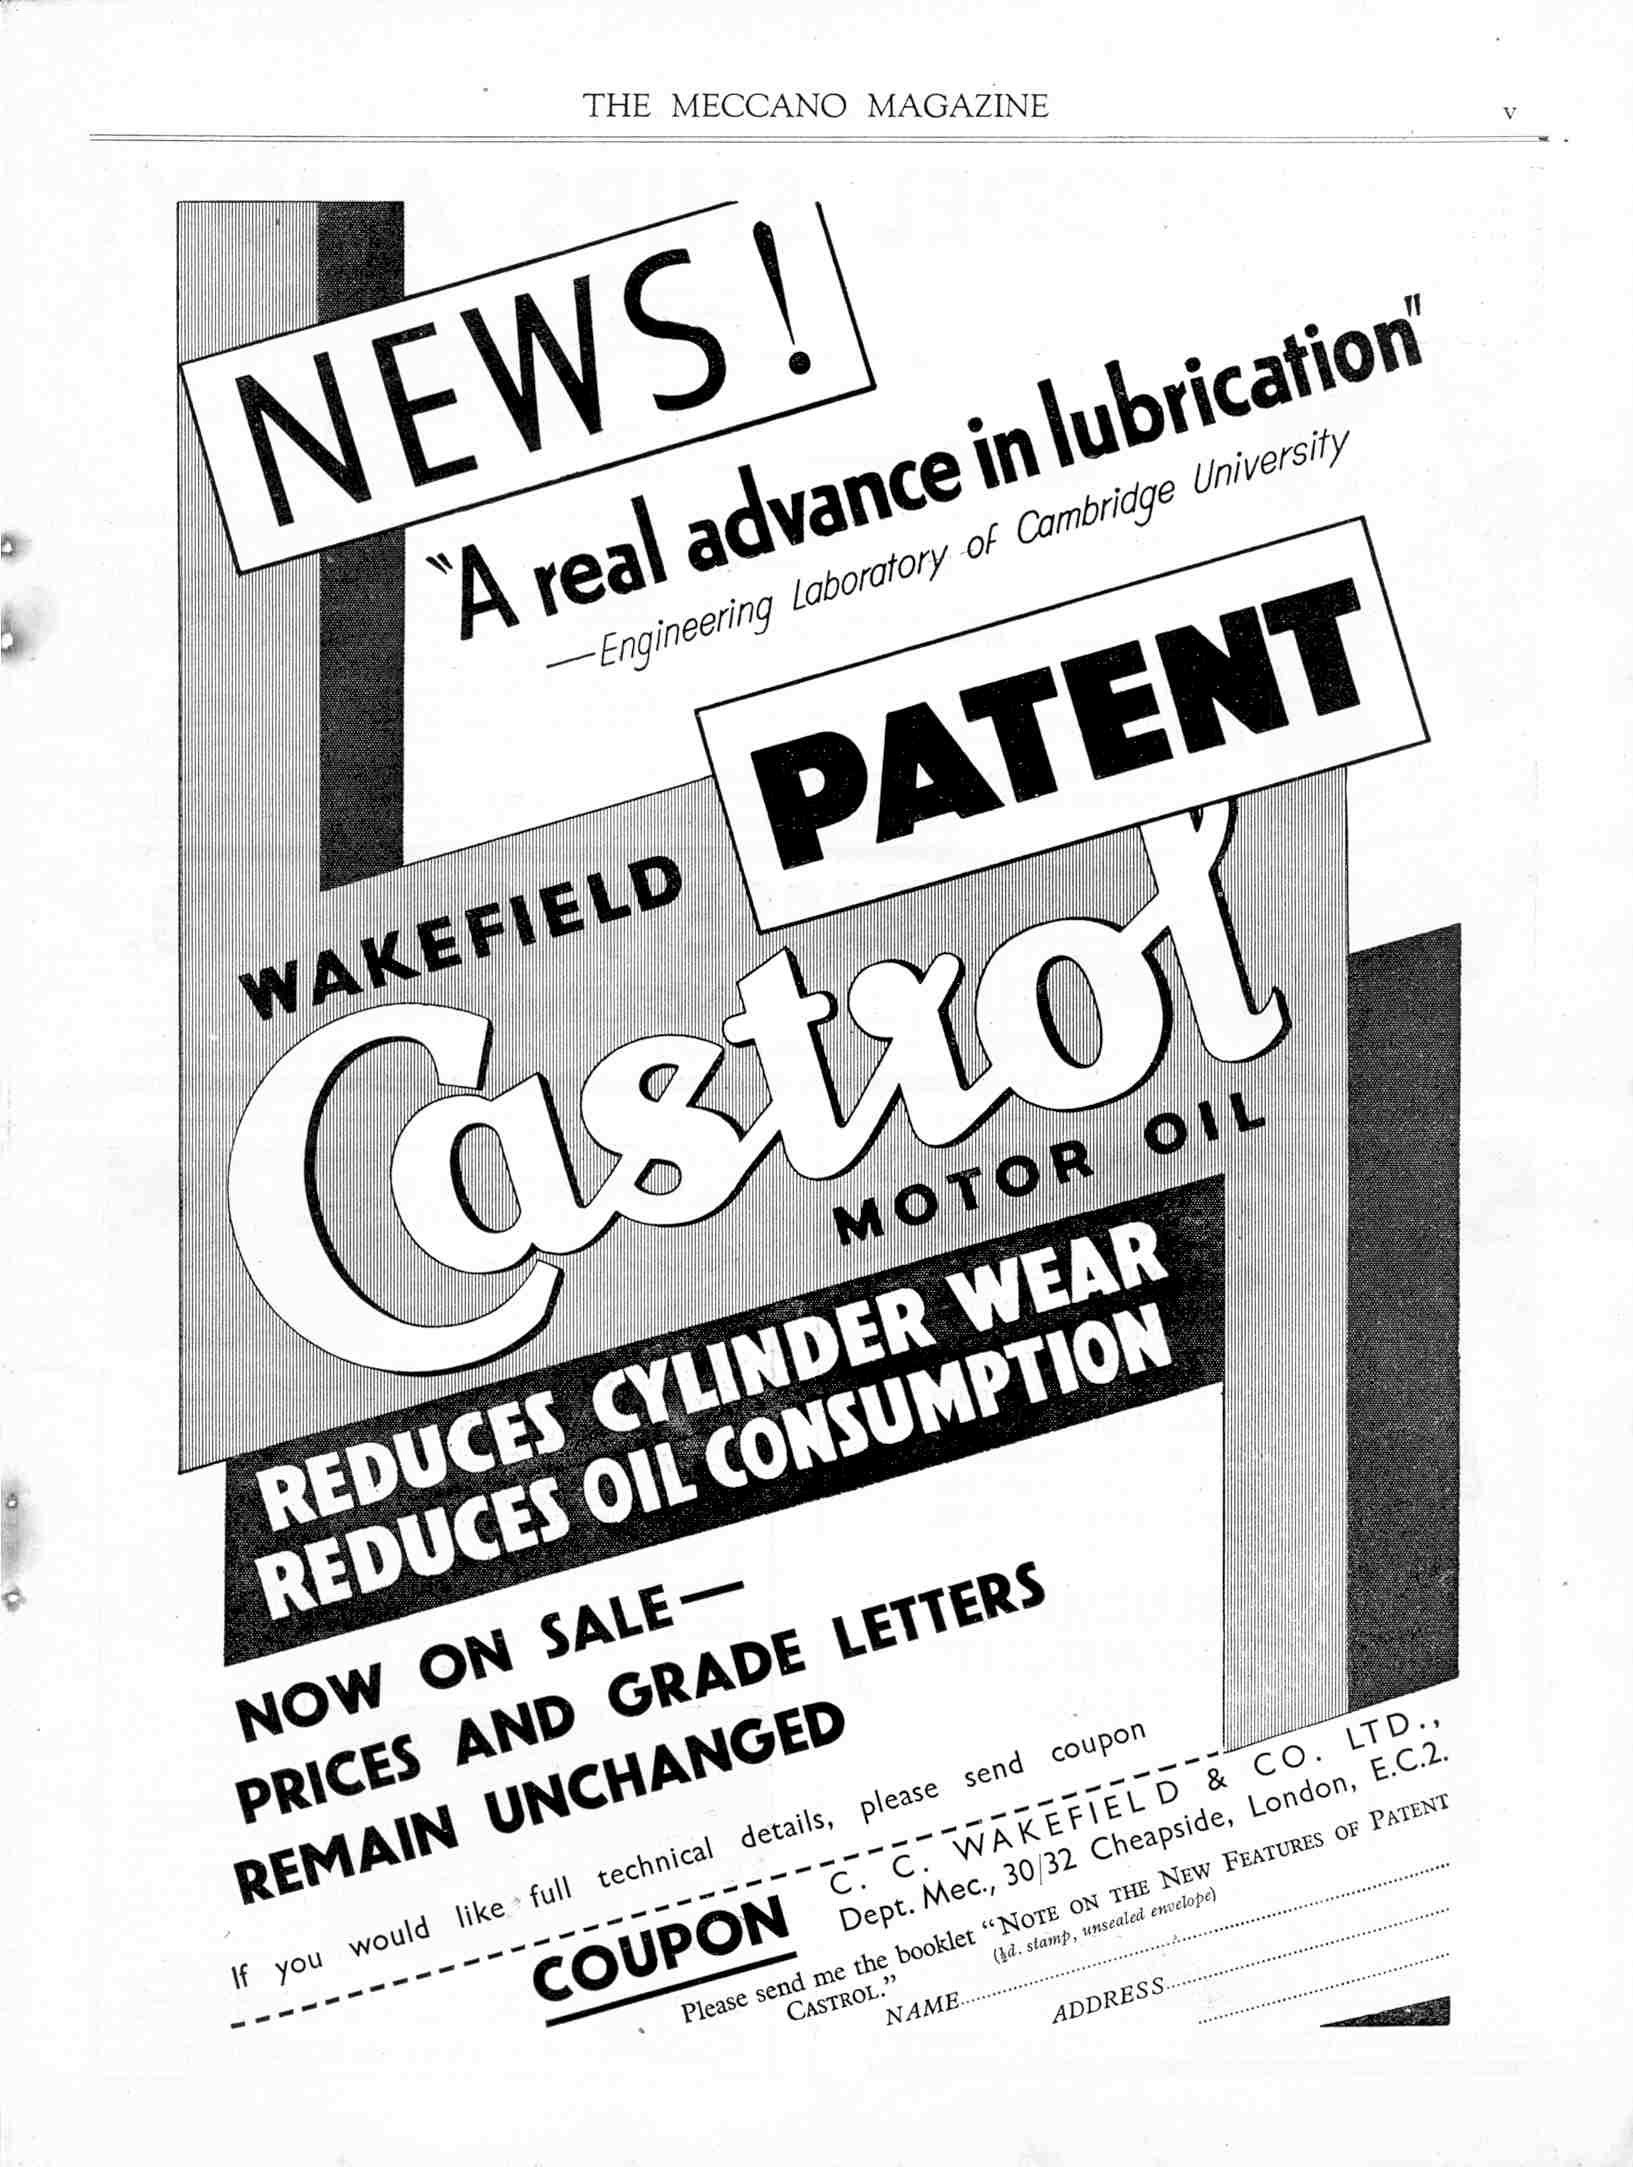 THE MECCANO MAGAZINE
v
NEWS!
"A real advance in lubrication"
—Engineering Laboratory of Cambridge University
PATENT
WAKEFIELD
Castrol
MOTOR OIL
REDUCES CYLINDER WEAR
REDUCES OIL CONSUMPTION
NOW ON SALE—
PRICES AND GRADE LETTERS
REMAIN UNCHANGED
If you would like full technical details, please send coupon
COUPON
C. C. WAKEFIELD & CO. LTD.,
Dept. Mec., 30/32 Cheapside, London, E.C.2.
Please send me the booklet “NOTE ON THE NEW FEATURES OF PATENT
CASTROL.”
(½d. stamp, unsealed envelope)
NAME
ADDRESS